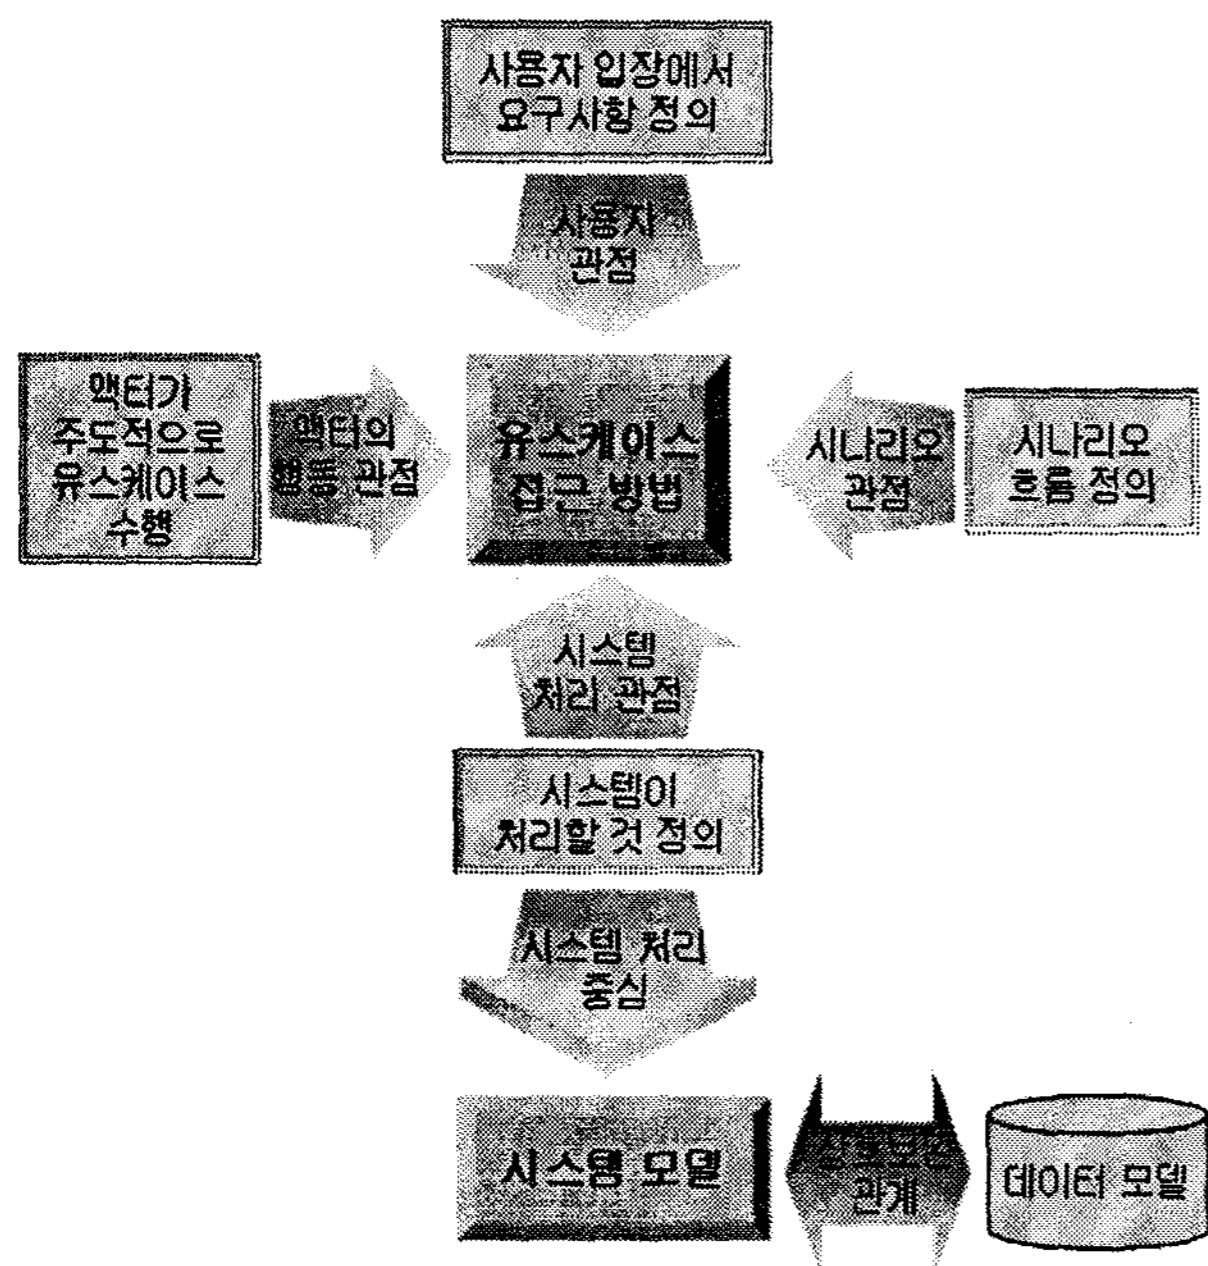 사용자 입장에서
요구사항 정의
사용자
관점
액터가
주도적으로
유스케이스
수행
액터의
행동 관점
유스케이스
접근 방법
시나리오
관점
시나리오
흐름 정의
시스템
처리 관점
시스템이
처리할 것 정의
시스템 처리
중심
시스템 모델
상호보완
관계
데이터 모델